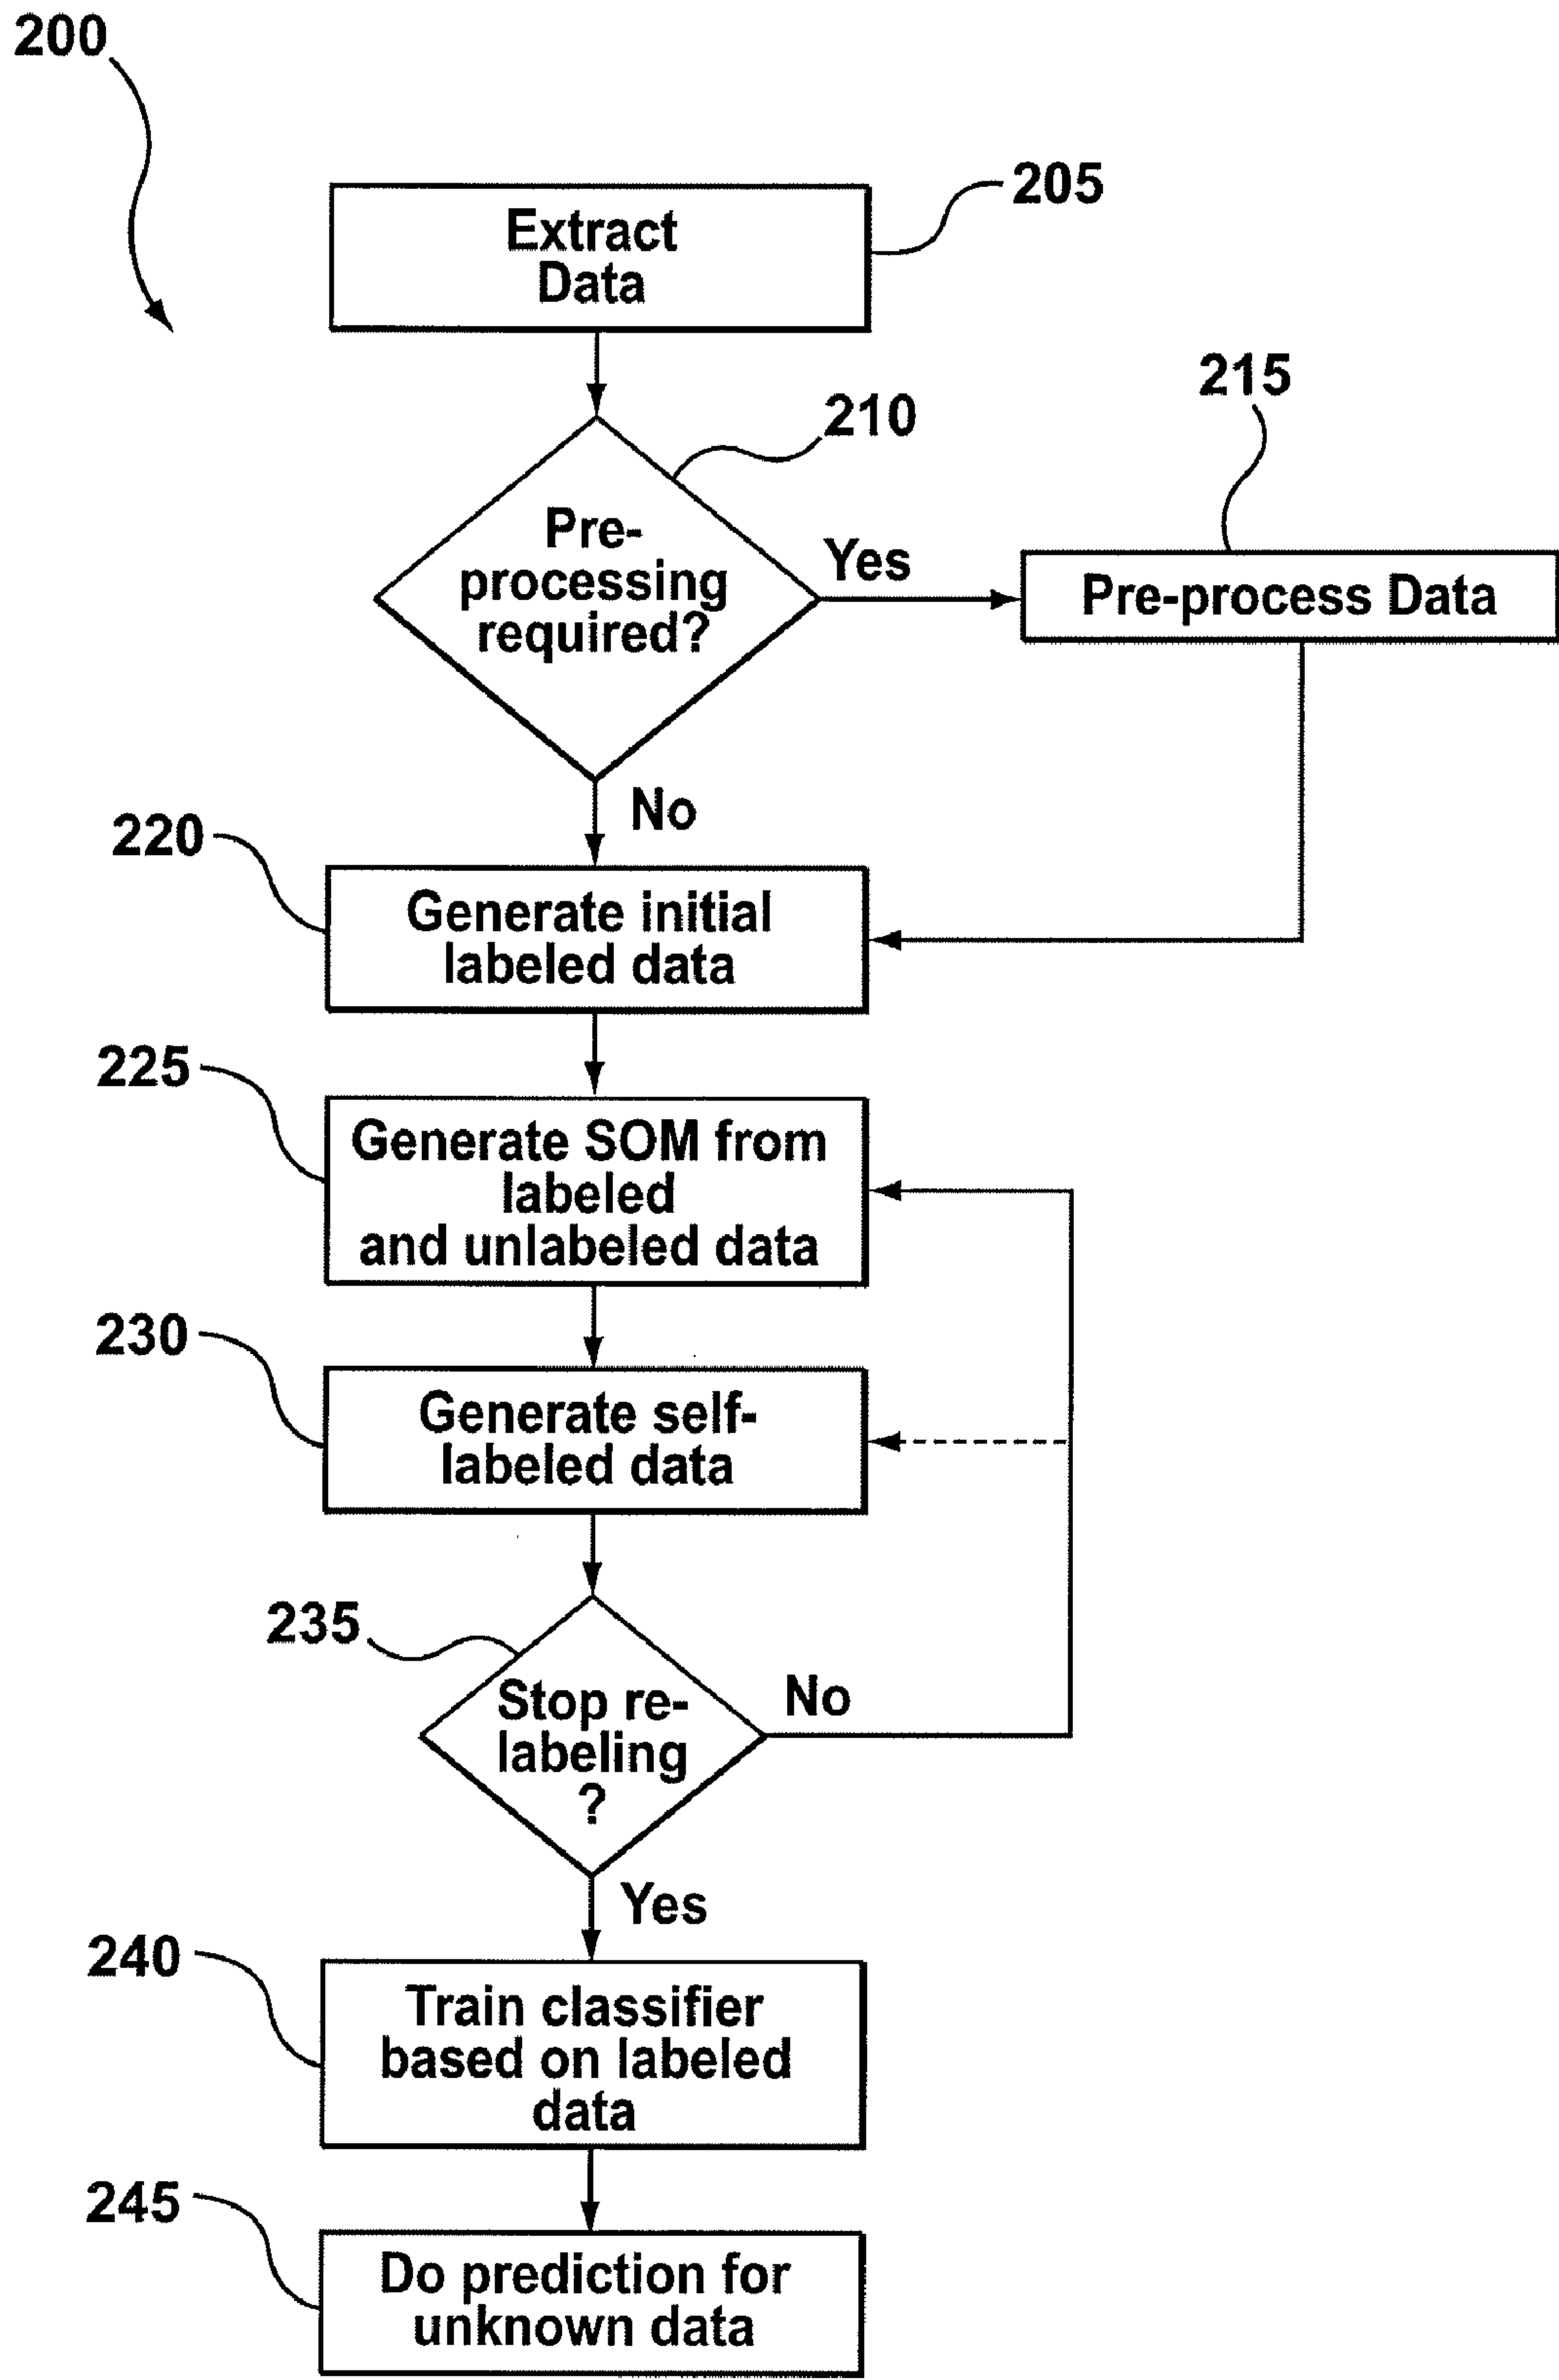 200
205
Extract
Data
210
215
Pre-
processing
required?
Yes
Pre-process Data
No
220
Generate initial
labeled data
225
Generate SOM from
labeled
and unlabeled data
230
Generate self-
labeled data
235
Stop re-
labeling
?
No
Yes
240
Train classifier
based on labeled
data
245
Do prediction for
unknown data